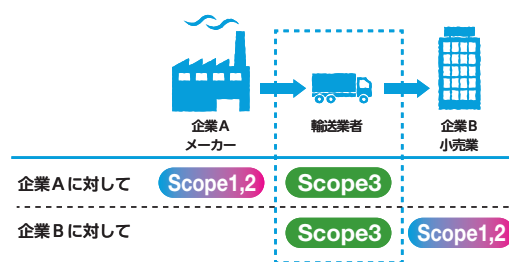 企業A
メーカー
輸送業者
企業B
小売業
企業Aに対して
Scope1,2
Scope3
企業Bに対して
Scope3
Scope1,2